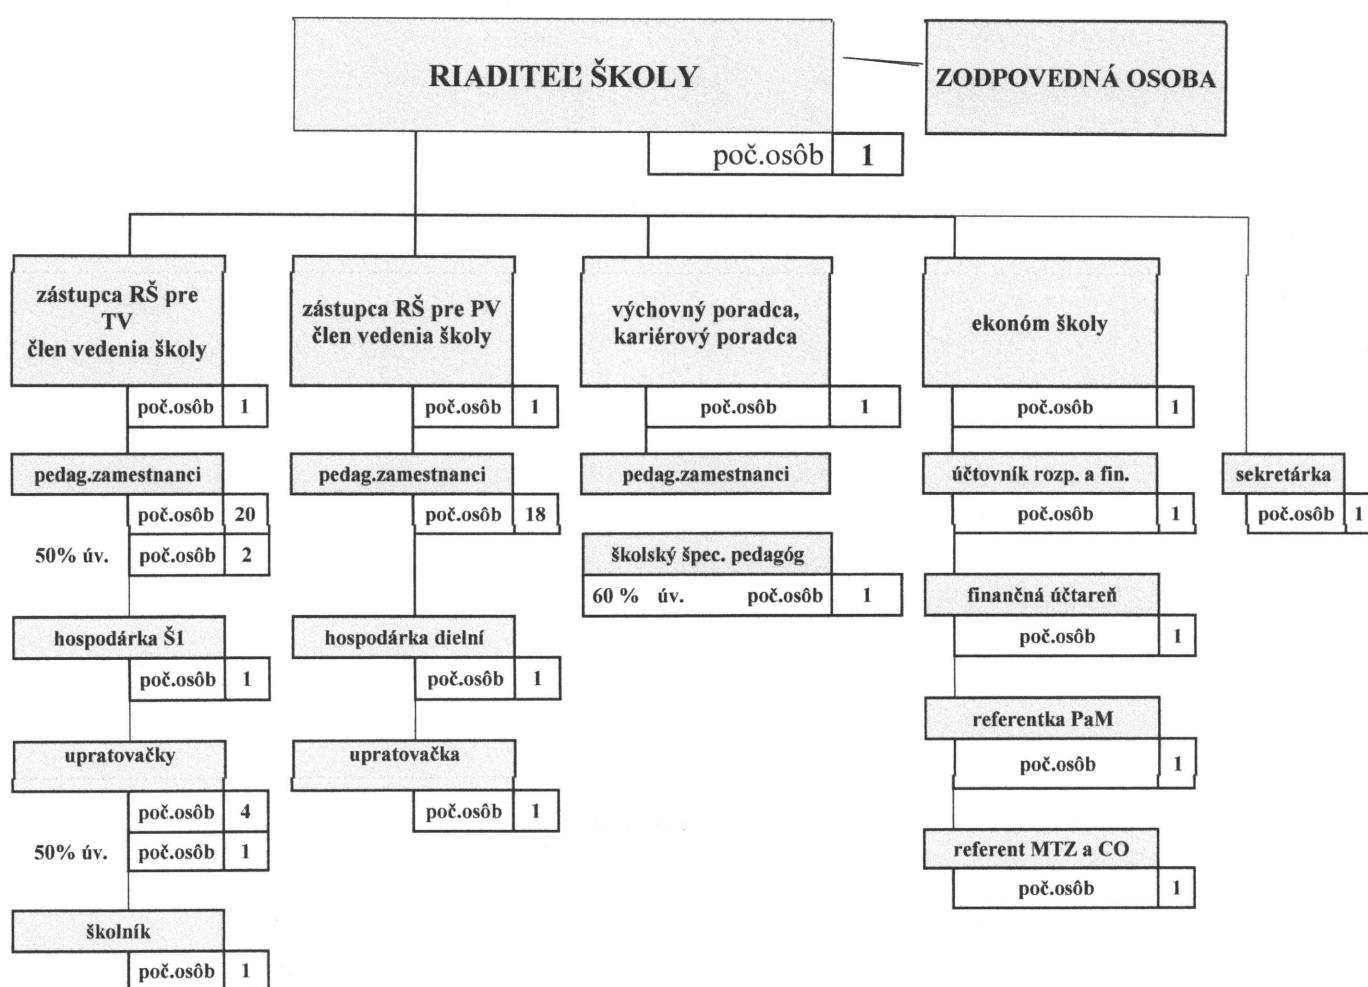 RIADITEĽ ŠKOLY
ZODPOVEDNÁ OSOBA
poč.osôb 1
zástupca RŠ pre
TV
člen vedenia školy
poč.osôb 1
pedag.zamestnanci
poč.osôb 20
50% úv. poč.osôb 2
hospodárka Š1
poč.osôb 1
upratovačky
poč.osôb 4
50% úv. poč.osôb 1
školník
poč.osôb 1
zástupca RŠ pre PV
člen vedenia školy
poč.osôb 1
pedag.zamestnanci
poč.osôb 18
hospodárka dielní
poč.osôb 1
upratovačka
poč.osôb 1
výchovný poradca,
kariérový poradca
poč.osôb 1
pedag.zamestnanci
školský špec. pedagóg
60 % úv. poč.osôb 1
ekonóm školy
poč.osôb 1
účtovník rozp. a fin.
poč.osôb 1
finančná účtareň
poč.osôb 1
referentka PaM
poč.osôb 1
referent MTZ a CO
poč.osôb 1
sekretárka
poč.osôb 1